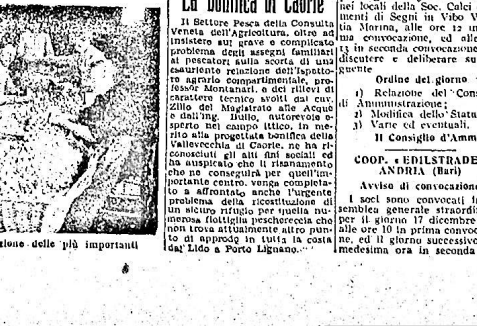 La bonifica di Caorle
Il Settore Pesca della Consulta
Veneta dell'Agricoltura, oltre ad
insistere sul grave e complicato
problema degli assegni familiari
ai pescatori sulla scorta di una
esauriente relazione dell'Ispetto-
re agrario compartimentale, pro-
fessor Montanari, e dei rilievi di
carattere tecnico svolti dal cav.
Zillo del Magistrato alle Acque
e dall'ing. Bullo, autorevole e-
sperto nel campo ittico, in me-
rito alla progettata bonifica della
Vallevecchia di Caorle, ne ha ri-
conosciuti gli alti fini sociali ed
ha auspicato che il risanamento
che ne conseguirà per quell'im-
portante centro, venga completa-
to affrontando anche l'urgente
problema della ricostituzione di
un sicuro rifugio per quella nu-
merosa flottiglia peschereccia che
non trova attualmente altro pun-
to di approdo in tutta la costa
dal Lido a Porto Lignano.
zione delle più importanti
nei locali della Soc. Calci
menti di Segni in Vibo V
tia Marina, alle ore 12 in
ma convocazione, ed alle
13 in seconda convocazione
discutere e deliberare su
guente
Ordine del giorno
1) Relazione del Cons
di Amministrazione;
2) Modifica dello Statu
3) Varie ed eventuali.
Il Consiglio d'Amm
COOP. «EDILSTRADE
ANDRIA (Bari)
Avviso di convocazione
I soci sono convocati in
semblea generale straordi
per il giorno 17 dicembre
alle ore 10 in prima convoc
ne, ed il giorno successivo
medesima ora in seconda